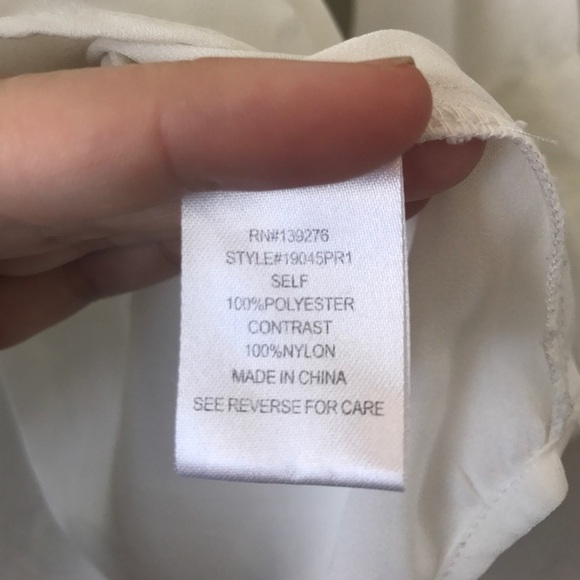 RN#139276
STYLE#19045PR1
SELF
100%POLYESTER
CONTRAST
100%NYLON
MADE IN CHINA
SEE REVERSE FOR CARE